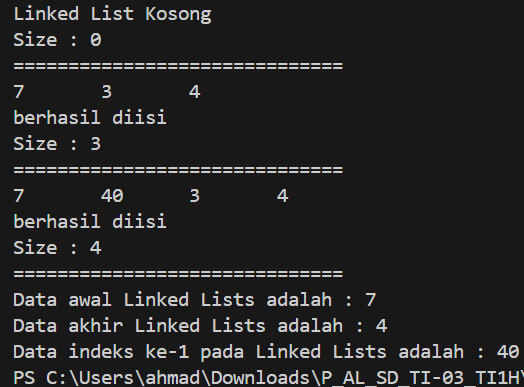 Linked List Kosong
Size : 0
==============================
7       3       4
berhasil diisi
Size : 3
==============================
7       40      3       4
berhasil diisi
Size : 4
==============================
Data awal Linked Lists adalah : 7
Data akhir Linked Lists adalah : 4
Data indeks ke-1 pada Linked Lists adalah : 40
PS C:\Users\ahmad\Downloads\P_AL_SD_TI-03_TI1H\